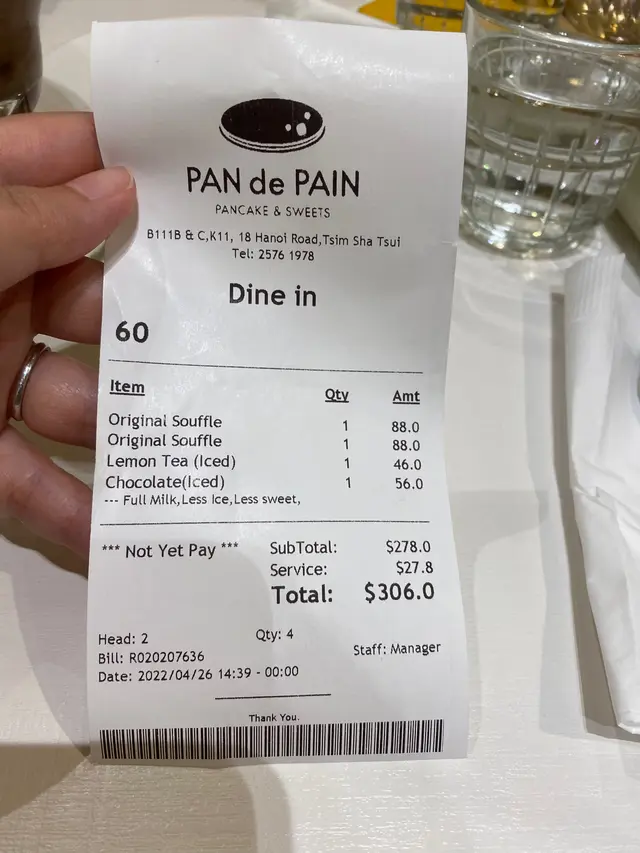 PAN de PAIN
PANCAKE & SWEETS
B111B & C,K11, 18 Hanoi Road,Tsim Sha Tsui
Tel: 2576 1978
Dine in
60
Item Qty Amt
Original Souffle 1 88.0
Original Souffle 1 88.0
Lemon Tea (Iced) 1 46.0
Chocolate(Iced) 1 56.0
--- Full Milk,Less Ice,Less sweet,
*** Not Yet Pay *** SubTotal: $278.0
Service: $27.8
Total: $306.0
Head: 2 Qty: 4
Bill: R020207636 Staff: Manager
Date: 2022/04/26 14:39 - 00:00
Thank You.